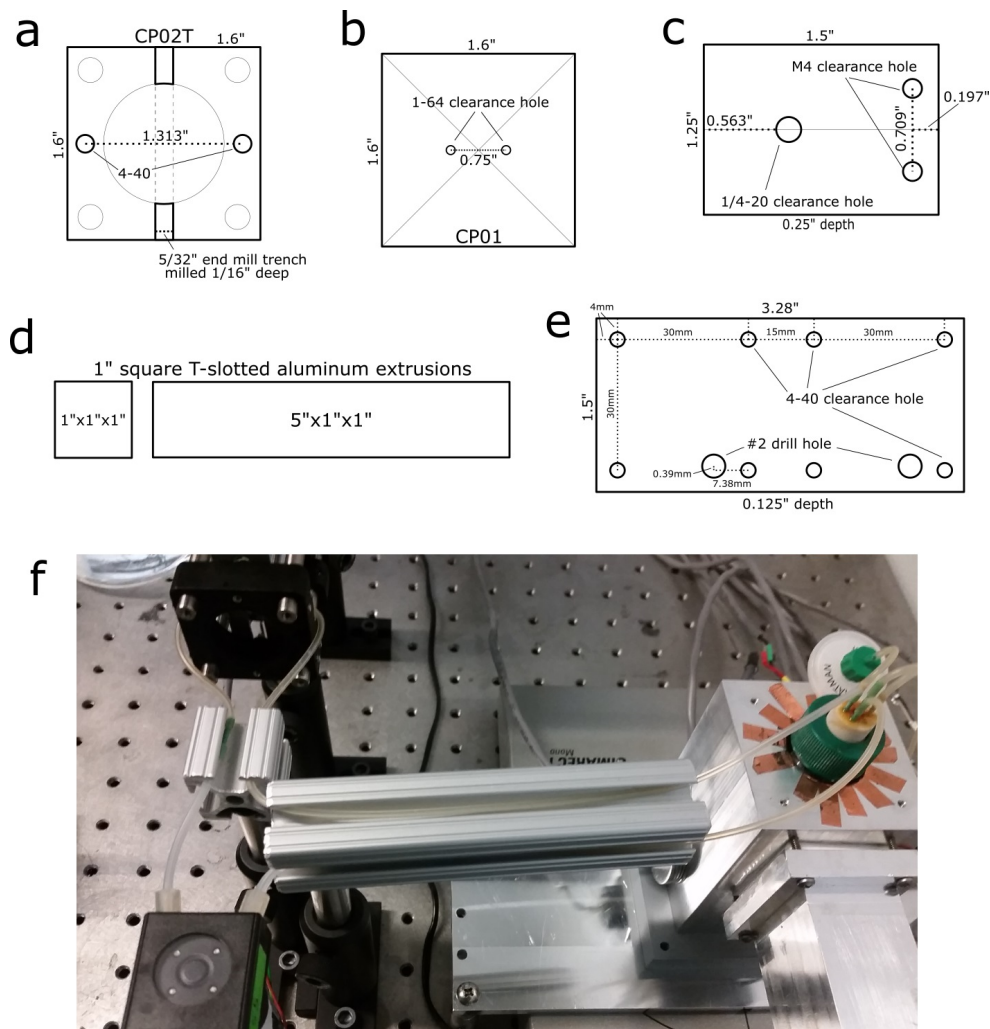 a
CP02T
1.6"
1.6"
1.313"
4-40
5/32" end mill trench
milled 1/16" deep
b
1.6"
1-64 clearance hole
1.6"
0.75"
CP01
c
1.5"
M4 clearance hole
0.197"
0.563"
0.709"
1.25"
1/4-20 clearance hole
0.25" depth
d
1" square T-slotted aluminum extrusions
1"x1"x1"
5"x1"x1"
e
3.28"
4mm
30mm
15mm
30mm
4-40 clearance hole
1.5"
30mm
#2 drill hole
0.39mm
7.38mm
0.125" depth
f